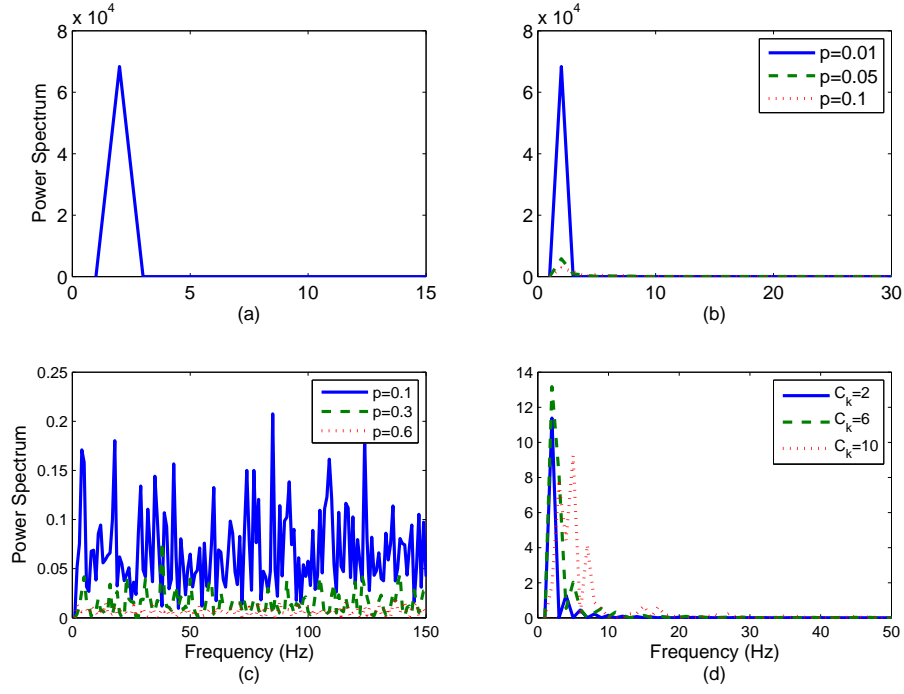 x 10^4
8
6
4
2
0
Power Spectrum
0 5 10 15
(a)
x 10^4
8
6
4
2
0
p=0.01
p=0.05
p=0.1
0 10 20 30
(b)
0.25
0.2
0.15
0.1
0.05
0
Power Spectrum
p=0.1
p=0.3
p=0.6
0 50 100 150
Frequency (Hz)
(c)
14
12
10
8
6
4
2
0
C_k=2
C_k=6
C_k=10
0 10 20 30 40 50
Frequency (Hz)
(d)